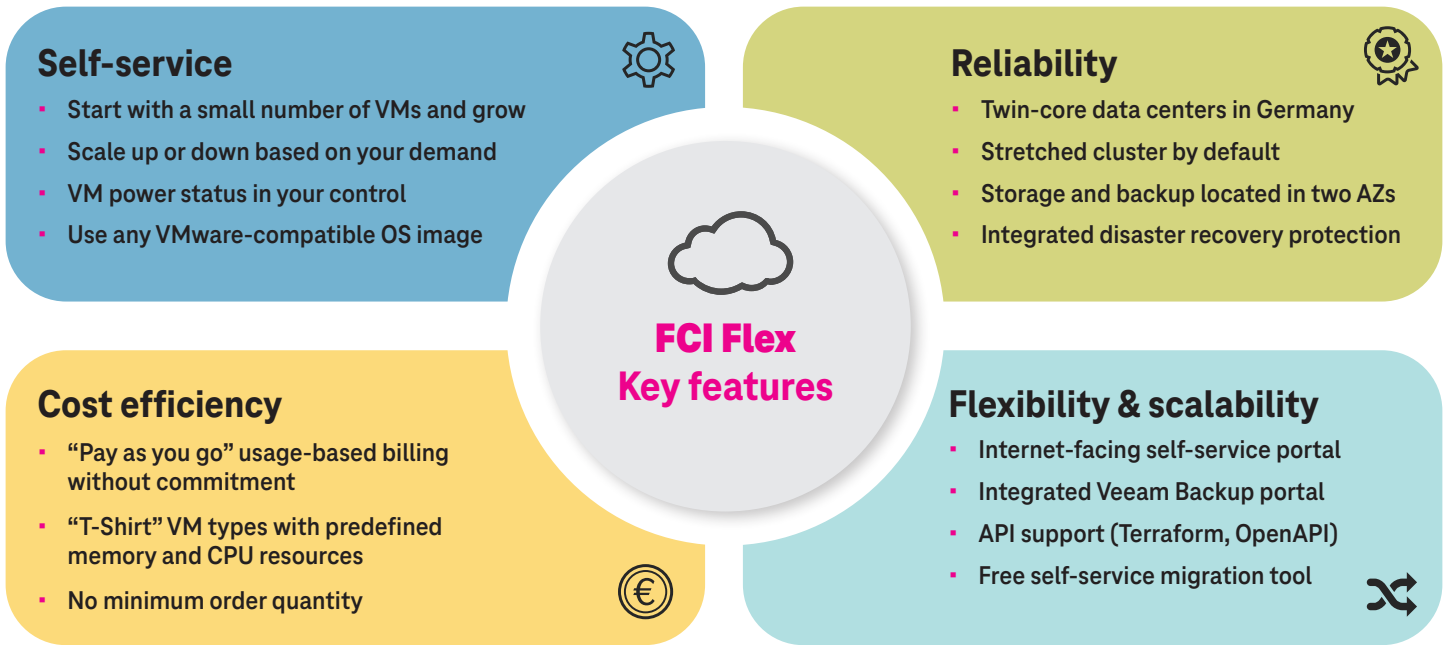 Self-service
▪ Start with a small number of VMs and grow
▪ Scale up or down based on your demand
▪ VM power status in your control
▪ Use any VMware-compatible OS image
Reliability
▪ Twin-core data centers in Germany
▪ Stretched cluster by default
▪ Storage and backup located in two AZs
▪ Integrated disaster recovery protection
FCI Flex
Key features
Cost efficiency
▪ “Pay as you go” usage-based billing
without commitment
▪ “T-Shirt” VM types with predefined
memory and CPU resources
▪ No minimum order quantity
€
Flexibility & scalability
▪ Internet-facing self-service portal
▪ Integrated Veeam Backup portal
▪ API support (Terraform, OpenAPI)
▪ Free self-service migration tool